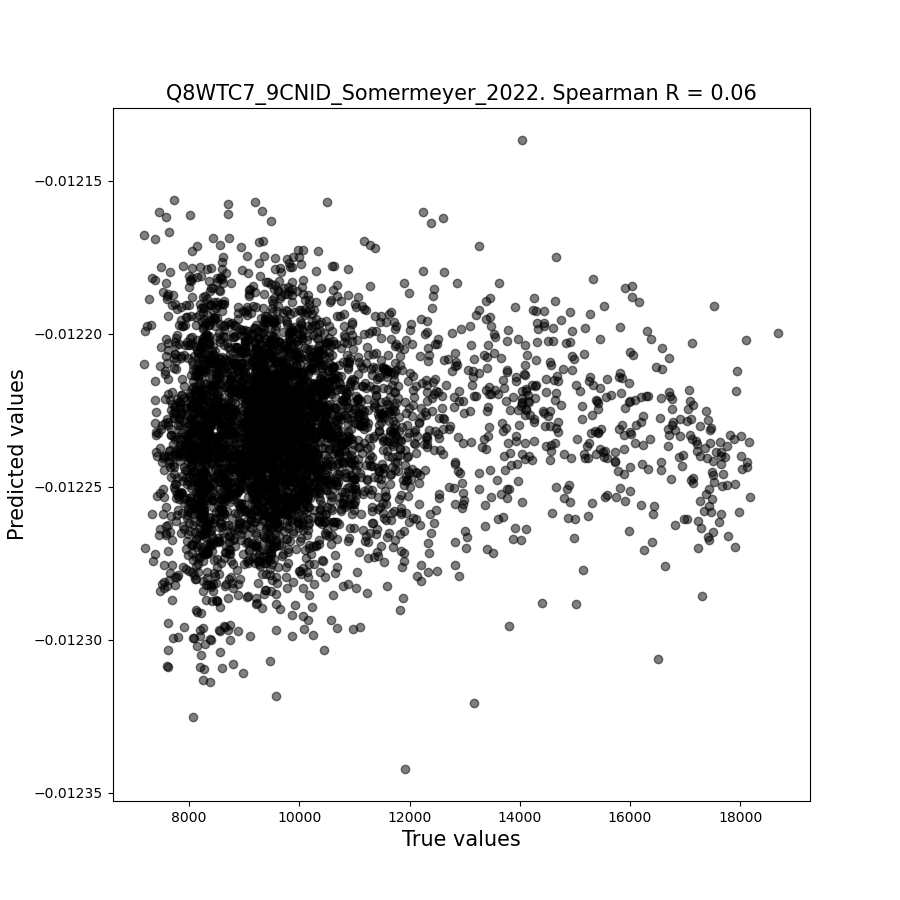 Q8WTC7_9CNID_Somermeyer_2022. Spearman R = 0.06
−0.01215
−0.01220
−0.01225
−0.01230
−0.01235
Predicted values
8000 10000 12000 14000 16000 18000
True values